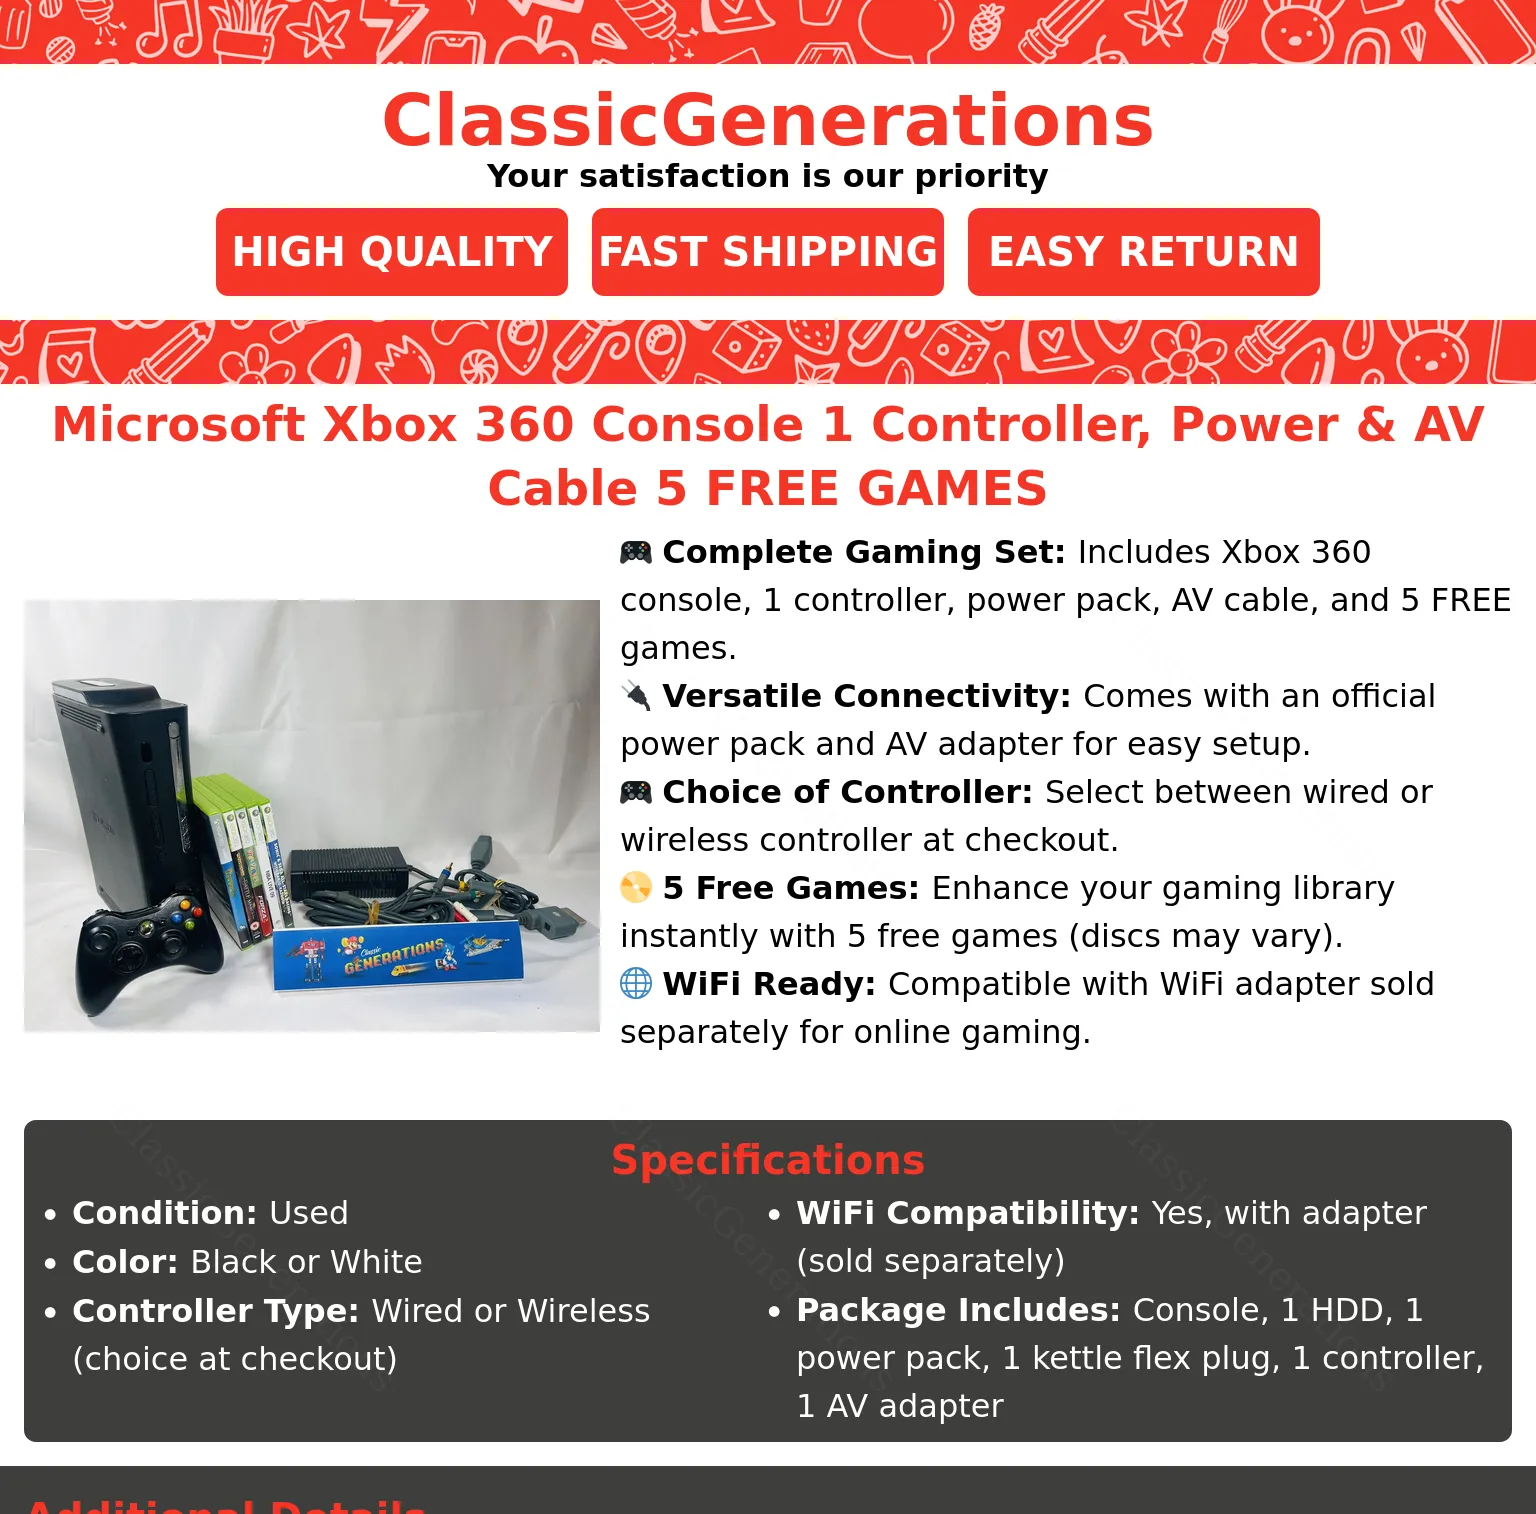 ClassicGenerations
Your satisfaction is our priority
HIGH QUALITY
FAST SHIPPING
EASY RETURN
Microsoft Xbox 360 Console 1 Controller, Power & AV
Cable 5 FREE GAMES
Complete Gaming Set: Includes Xbox 360
console, 1 controller, power pack, AV cable, and 5 FREE
games.
Versatile Connectivity: Comes with an official
power pack and AV adapter for easy setup.
Choice of Controller: Select between wired or
wireless controller at checkout.
5 Free Games: Enhance your gaming library
instantly with 5 free games (discs may vary).
WiFi Ready: Compatible with WiFi adapter sold
separately for online gaming.
Classic
GENERATIONS
Specifications
Condition: Used
Color: Black or White
Controller Type: Wired or Wireless
(choice at checkout)
WiFi Compatibility: Yes, with adapter
(sold separately)
Package Includes: Console, 1 HDD, 1
power pack, 1 kettle flex plug, 1 controller,
1 AV adapter
ClassicGenerations
ClassicGenerations
ClassicGenerations
Additional Details